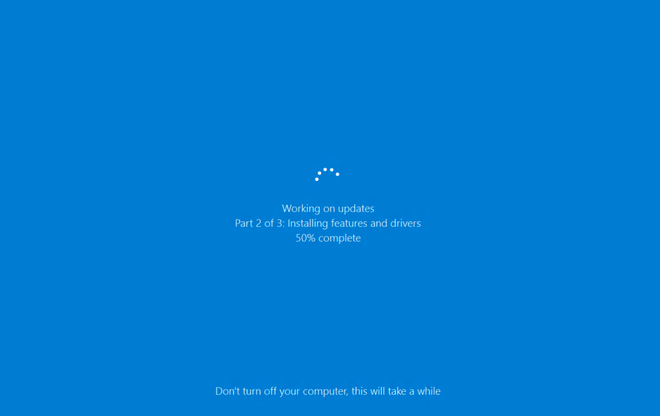 Working on updates
Part 2 of 3: Installing features and drivers
50% complete
Don't turn off your computer, this will take a while